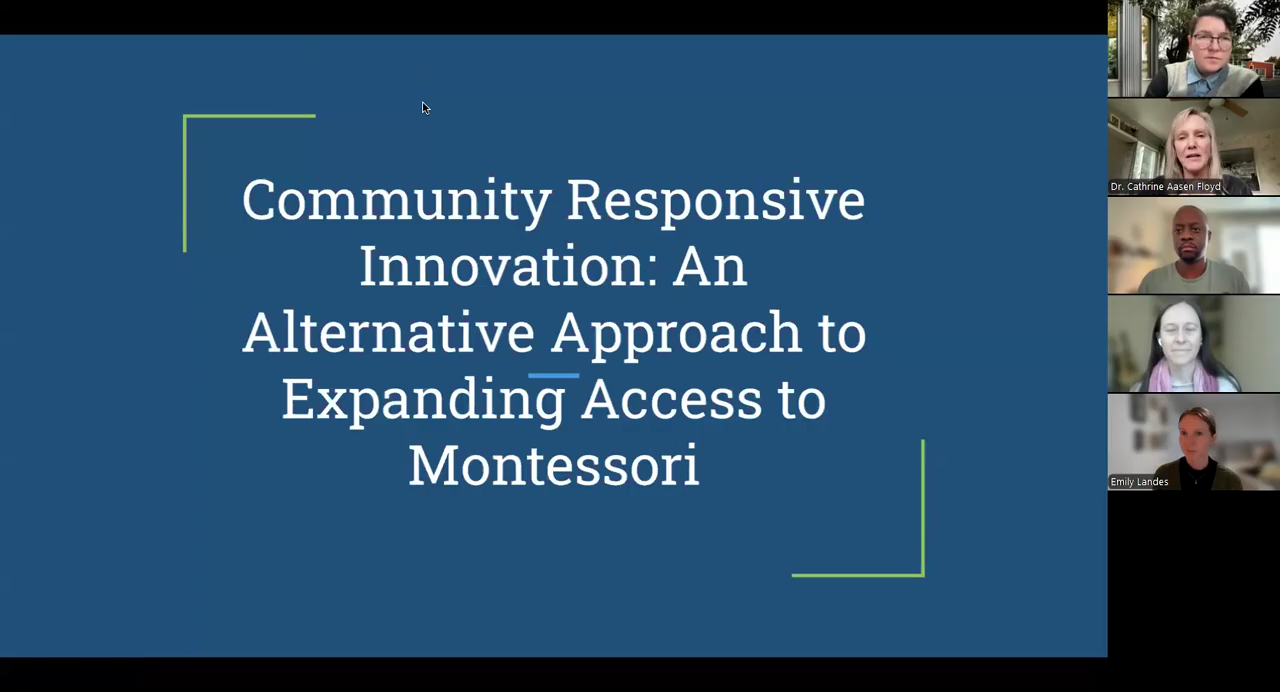 Community Responsive
Innovation: An
Alternative Approach to
Expanding Access to
Montessori
Dr. Cathrine Aasen Floyd
Emily Landes